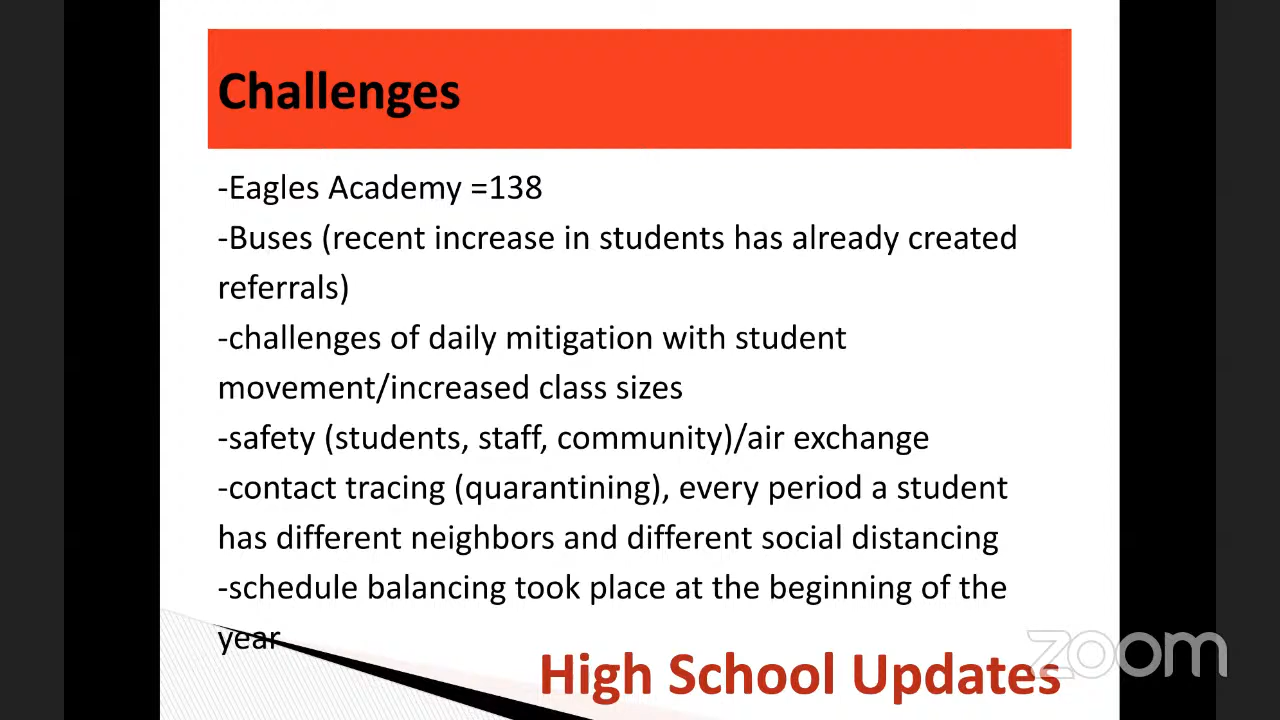 Challenges
-Eagles Academy =138
-Buses (recent increase in students has already created
referrals)
-challenges of daily mitigation with student
movement/increased class sizes
-safety (students, staff, community)/air exchange
-contact tracing (quarantining), every period a student
has different neighbors and different social distancing
-schedule balancing took place at the beginning of the
year
High School Updates
zoom